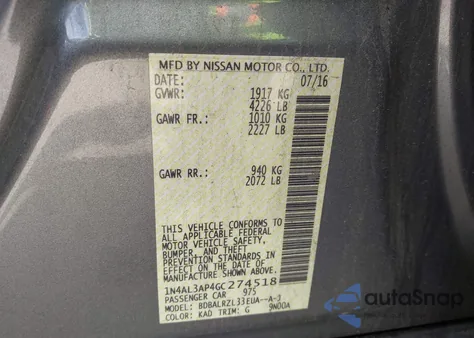 MFD BY NISSAN MOTOR CO., LTD.
DATE: 07/16
GVWR: 1917 KG
4226 LB
GAWR FR.: 1010 KG
2227 LB
GAWR RR.: 940 KG
2072 LB
THIS VEHICLE CONFORMS TO
ALL APPLICABLE FEDERAL
MOTOR VEHICLE SAFETY,
BUMPER, AND THEFT
PREVENTION STANDARDS IN
EFFECT ON THE DATE OF
MANUFACTURE SHOWN ABOVE.
1N4AL3AP4GC274518
PASSENGER CAR 975
MODEL: BDBALRZL33EUA--A-3
COLOR: KAD TRIM: G 9N00A
autoSnap